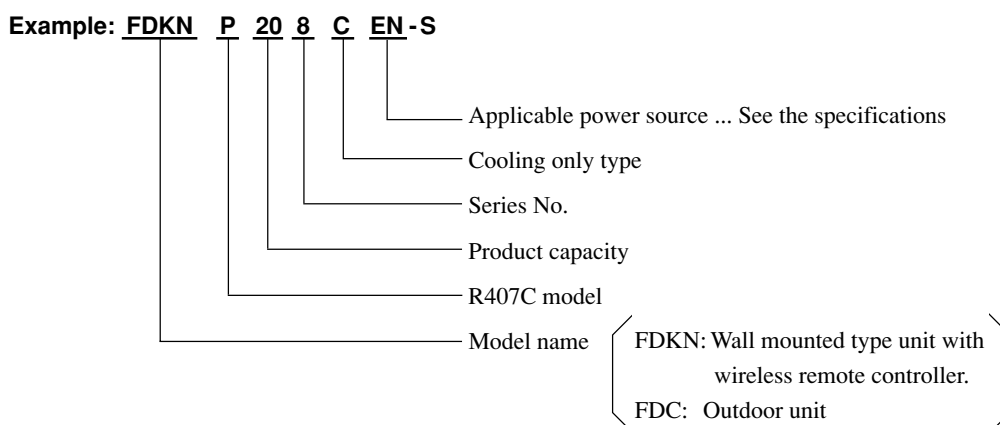 Example: FDKN P 20 8 C EN - S
Applicable power source ... See the specifications
Cooling only type
Series No.
Product capacity
R407C model
Model name
FDKN: Wall mounted type unit with
wireless remote controller.
FDC: Outdoor unit